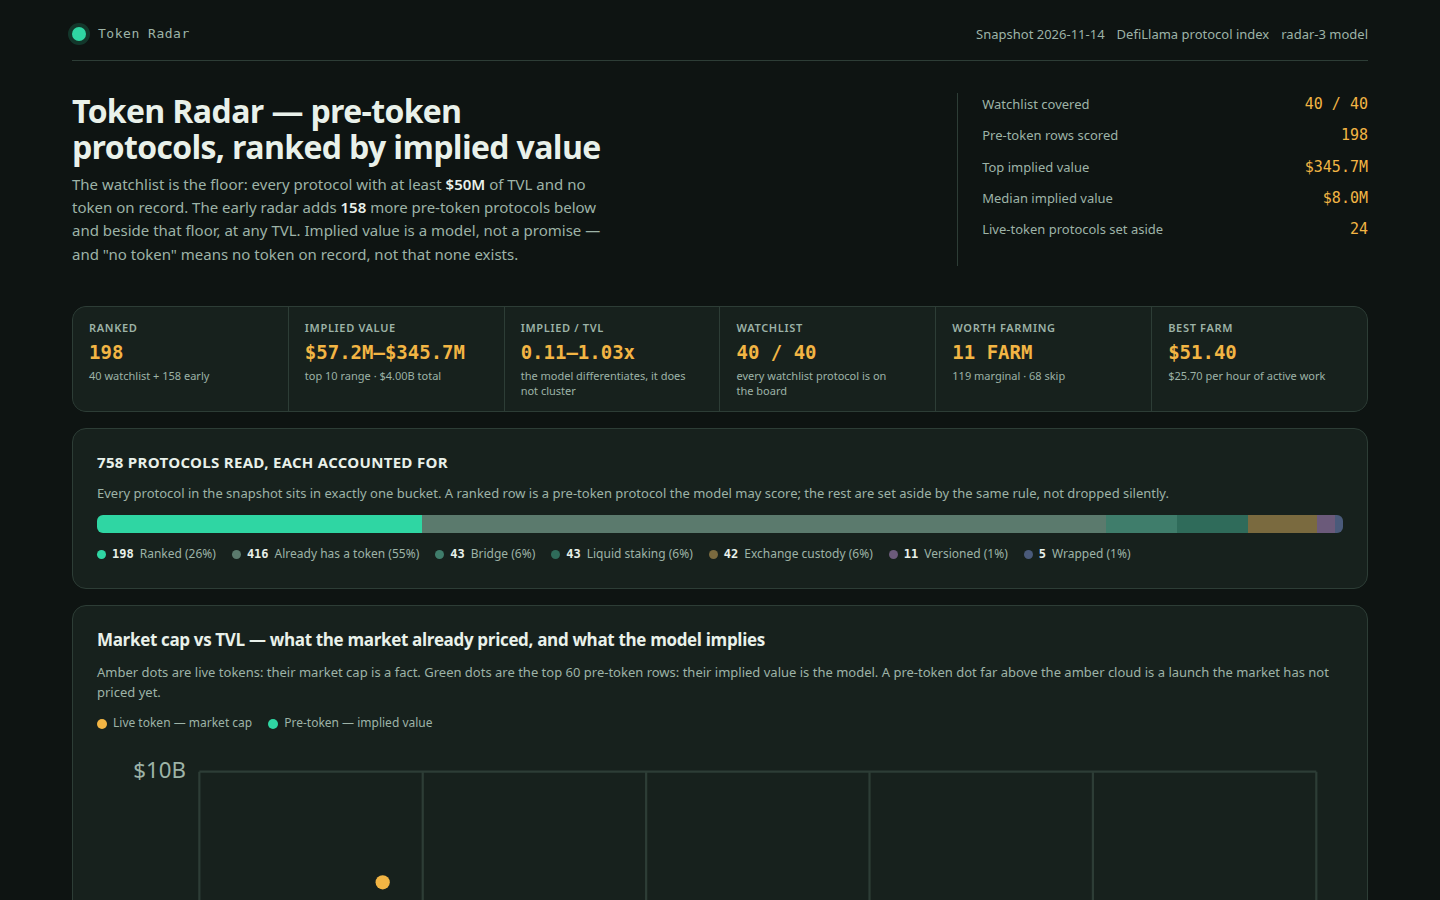 Token Radar
Snapshot 2026-11-14 DefiLlama protocol index radar-3 model
Token Radar — pre-token
protocols, ranked by implied value
The watchlist is the floor: every protocol with at least $50M of TVL and no
token on record. The early radar adds 158 more pre-token protocols below
and beside that floor, at any TVL. Implied value is a model, not a promise —
and "no token" means no token on record, not that none exists.
Watchlist covered 40 / 40
Pre-token rows scored 198
Top implied value $345.7M
Median implied value $8.0M
Live-token protocols set aside 24
RANKED
198
40 watchlist + 158 early
IMPLIED VALUE
$57.2M—$345.7M
top 10 range · $4.00B total
IMPLIED / TVL
0.11—1.03x
the model differentiates, it does
not cluster
WATCHLIST
40 / 40
every watchlist protocol is on
the board
WORTH FARMING
11 FARM
119 marginal · 68 skip
BEST FARM
$51.40
$25.70 per hour of active work
758 PROTOCOLS READ, EACH ACCOUNTED FOR
Every protocol in the snapshot sits in exactly one bucket. A ranked row is a pre-token protocol the model may score; the rest are set aside by the same rule, not dropped silently.
198 Ranked (26%) 416 Already has a token (55%) 43 Bridge (6%) 43 Liquid staking (6%) 42 Exchange custody (6%) 11 Versioned (1%) 5 Wrapped (1%)
Market cap vs TVL — what the market already priced, and what the model implies
Amber dots are live tokens: their market cap is a fact. Green dots are the top 60 pre-token rows: their implied value is the model. A pre-token dot far above the amber cloud is a launch the market has not
priced yet.
Live token — market cap Pre-token — implied value
$10B